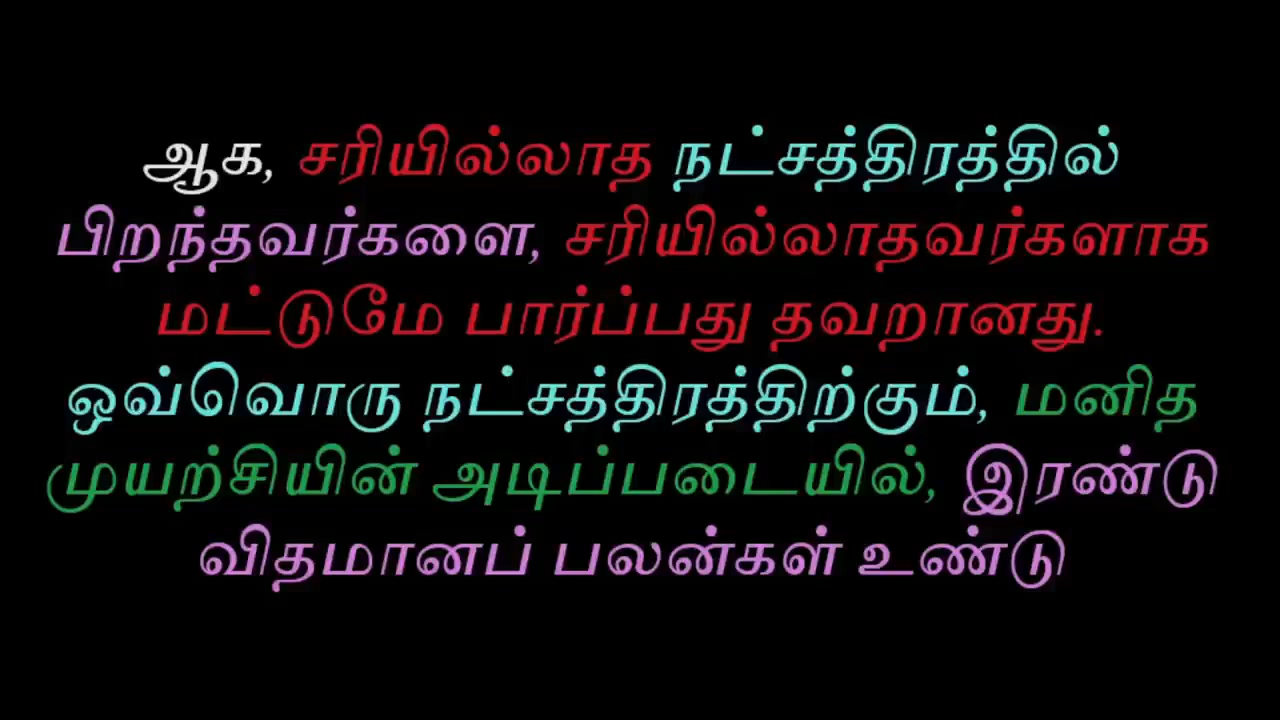 ஆக, சரியில்லாத நட்சத்திரத்தில்
பிறந்தவர்களை, சரியில்லாதவர்களாக
மட்டுமே பார்ப்பது தவறானது.
ஒவ்வொரு நட்சத்திரத்திற்கும், மனித
முயற்சியின் அடிப்படையில், இரண்டு
விதமானப் பலன்கள் உண்டு